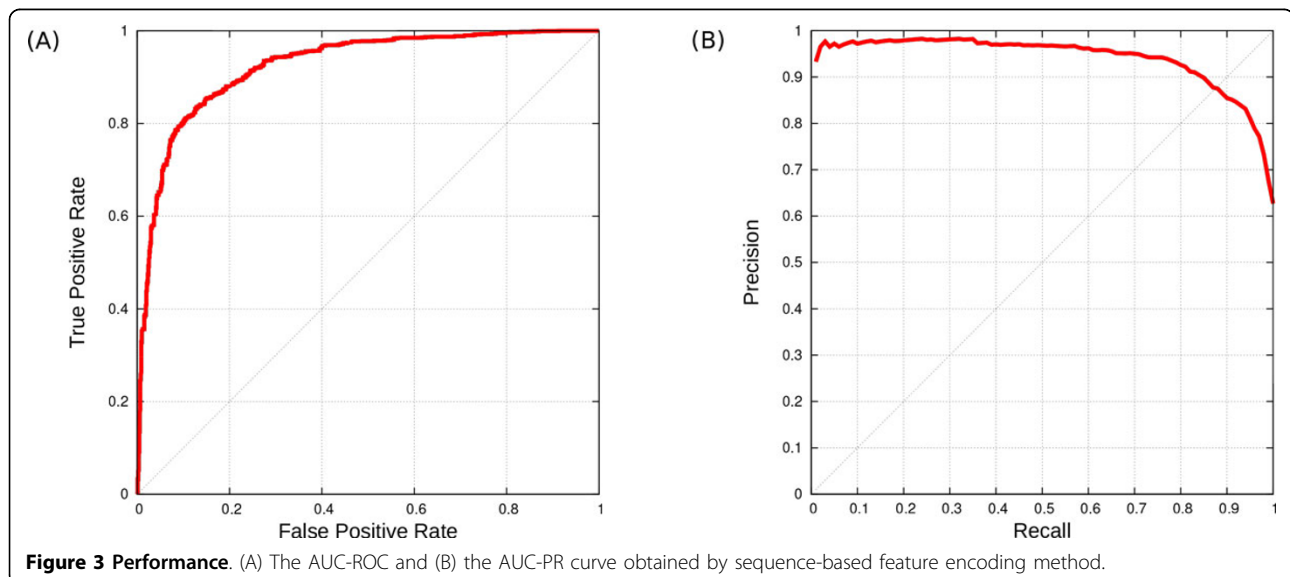 (A)
1
0.8
0.6
0.4
0.2
0
True Positive Rate
0 0.2 0.4 0.6 0.8 1
False Positive Rate
(B)
1
0.9
0.8
0.7
0.6
0.5
0.4
0.3
0.2
0.1
0
Precision
0 0.1 0.2 0.3 0.4 0.5 0.6 0.7 0.8 0.9 1
Recall
Figure 3 Performance. (A) The AUC-ROC and (B) the AUC-PR curve obtained by sequence-based feature encoding method.